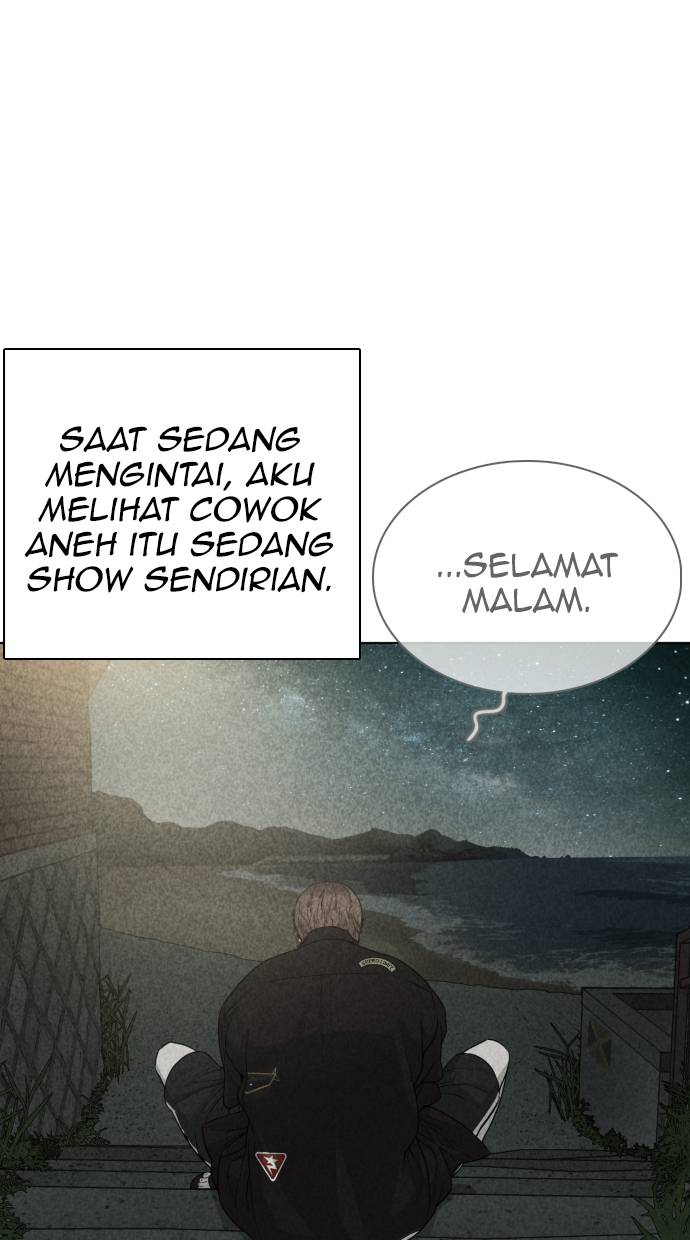 SAAT SEDANG
MENGINTAI, AKU
MELIHAT COWOK
ANEH ITU SEDANG
SHOW SENDIRIAN.
...SELAMAT
MALAM.